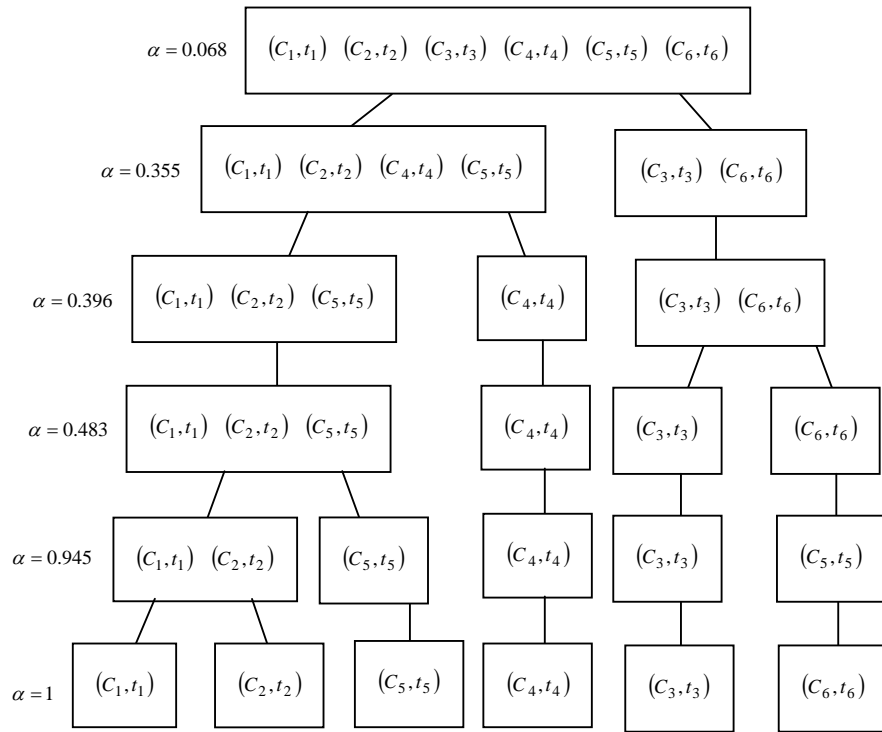 α = 0.068 (C₁, t₁) (C₂, t₂) (C₃, t₃) (C₄, t₄) (C₅, t₅) (C₆, t₆)
α = 0.355 (C₁, t₁) (C₂, t₂) (C₄, t₄) (C₅, t₅) (C₃, t₃) (C₆, t₆)
α = 0.396 (C₁, t₁) (C₂, t₂) (C₅, t₅) (C₄, t₄) (C₃, t₃) (C₆, t₆)
α = 0.483 (C₁, t₁) (C₂, t₂) (C₅, t₅) (C₄, t₄) (C₃, t₃) (C₆, t₆)
α = 0.945 (C₁, t₁) (C₂, t₂) (C₅, t₅) (C₄, t₄) (C₃, t₃) (C₅, t₅)
α = 1 (C₁, t₁) (C₂, t₂) (C₅, t₅) (C₄, t₄) (C₃, t₃) (C₆, t₆)